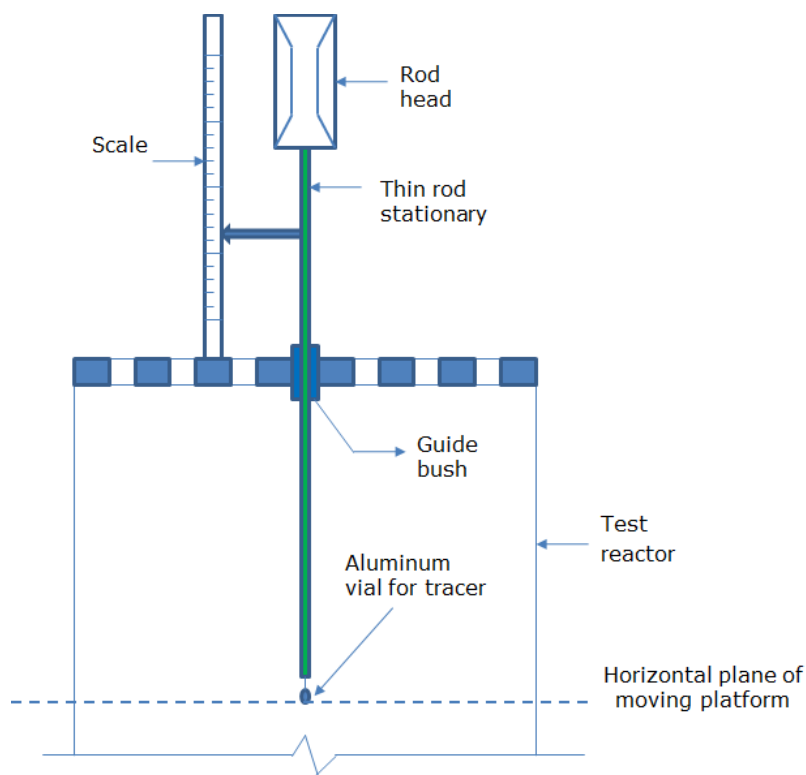 Rod
head
Scale
Thin rod
stationary
Guide
bush
Test
reactor
Aluminum
vial for tracer
Horizontal plane of
moving platform